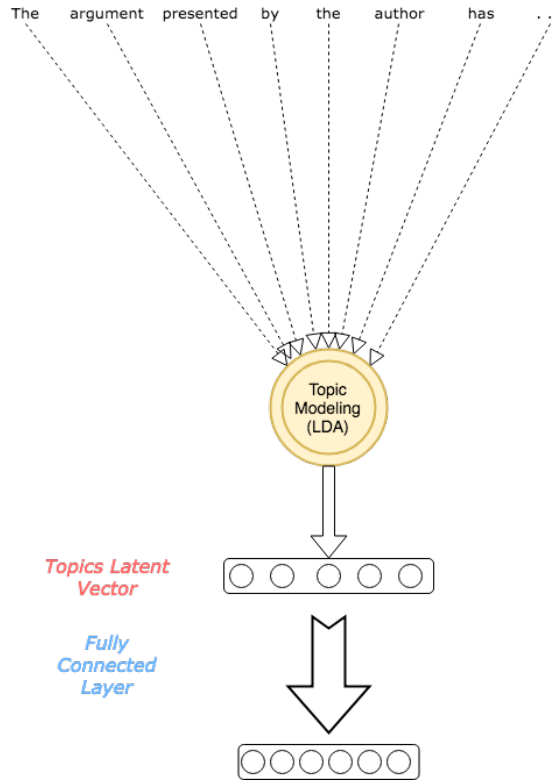 The argument presented by the author has . .
Topic
Modeling
(LDA)
Topics Latent
Vector
Fully
Connected
Layer